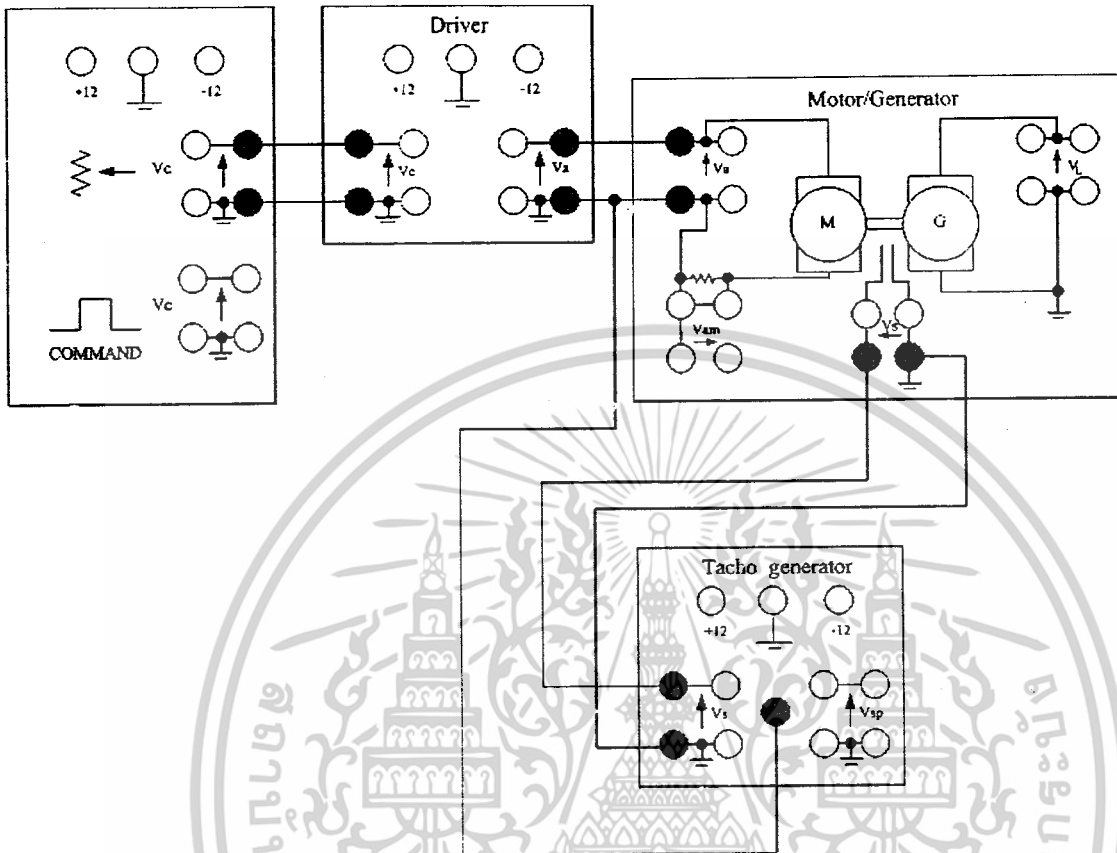 +12
-12
Vc
Vc
COMMAND
Driver
+12
-12
Vc
Va
Motor/Generator
Va
M
G
VL
Vam
Vs
Tacho generator
+12
-12
Vs
Vsp